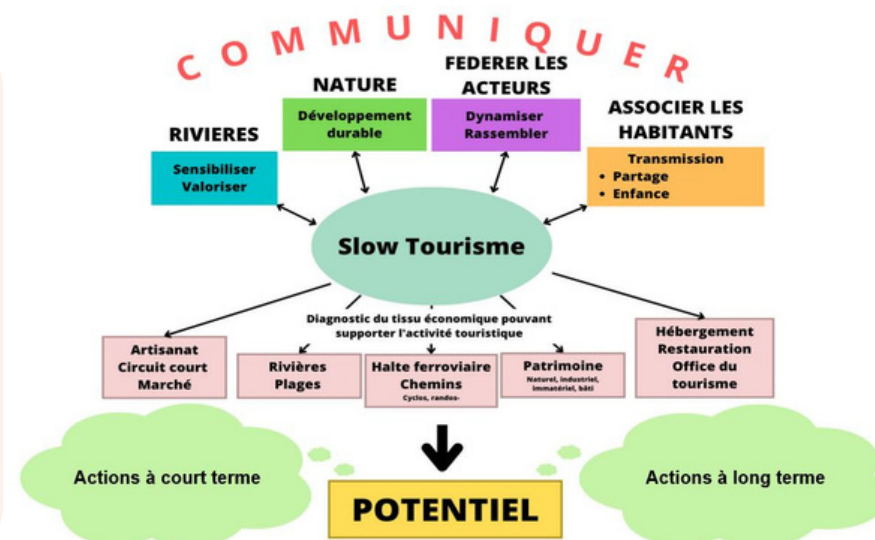 COMMUNIQUER
RIVIERES
Sensibiliser
Valoriser
NATURE
Développement
durable
FEDERER LES
ACTEURS
Dynamiser
Rassembler
ASSOCIER LES
HABITANTS
Transmission
• Partage
• Enfance
Slow Tourisme
Diagnostic du tissu économique pouvant
supporter l'activité touristique
Artisanat
Circuit court
Marché
Rivières
Plages
Halte ferroviaire
Chemins
Cyclos, randos-
Patrimoine
Naturel, industriel,
immatériel, bâti
Hébergement
Restauration
Office du
tourisme
Actions à court terme
POTENTIEL
Actions à long terme